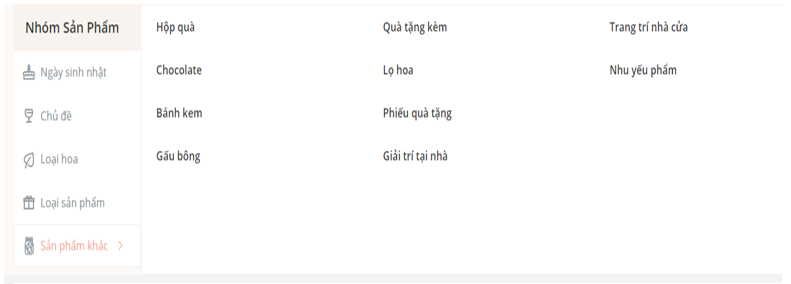 Nhóm Sản Phẩm
Ngày sinh nhật
Chủ đề
Loại hoa
Loại sản phẩm
Sản phẩm khác
Hộp quà
Chocolate
Bánh kem
Gấu bông
Quà tặng kèm
Lọ hoa
Phiếu quà tặng
Giải trí tại nhà
Trang trí nhà cửa
Nhu yếu phẩm